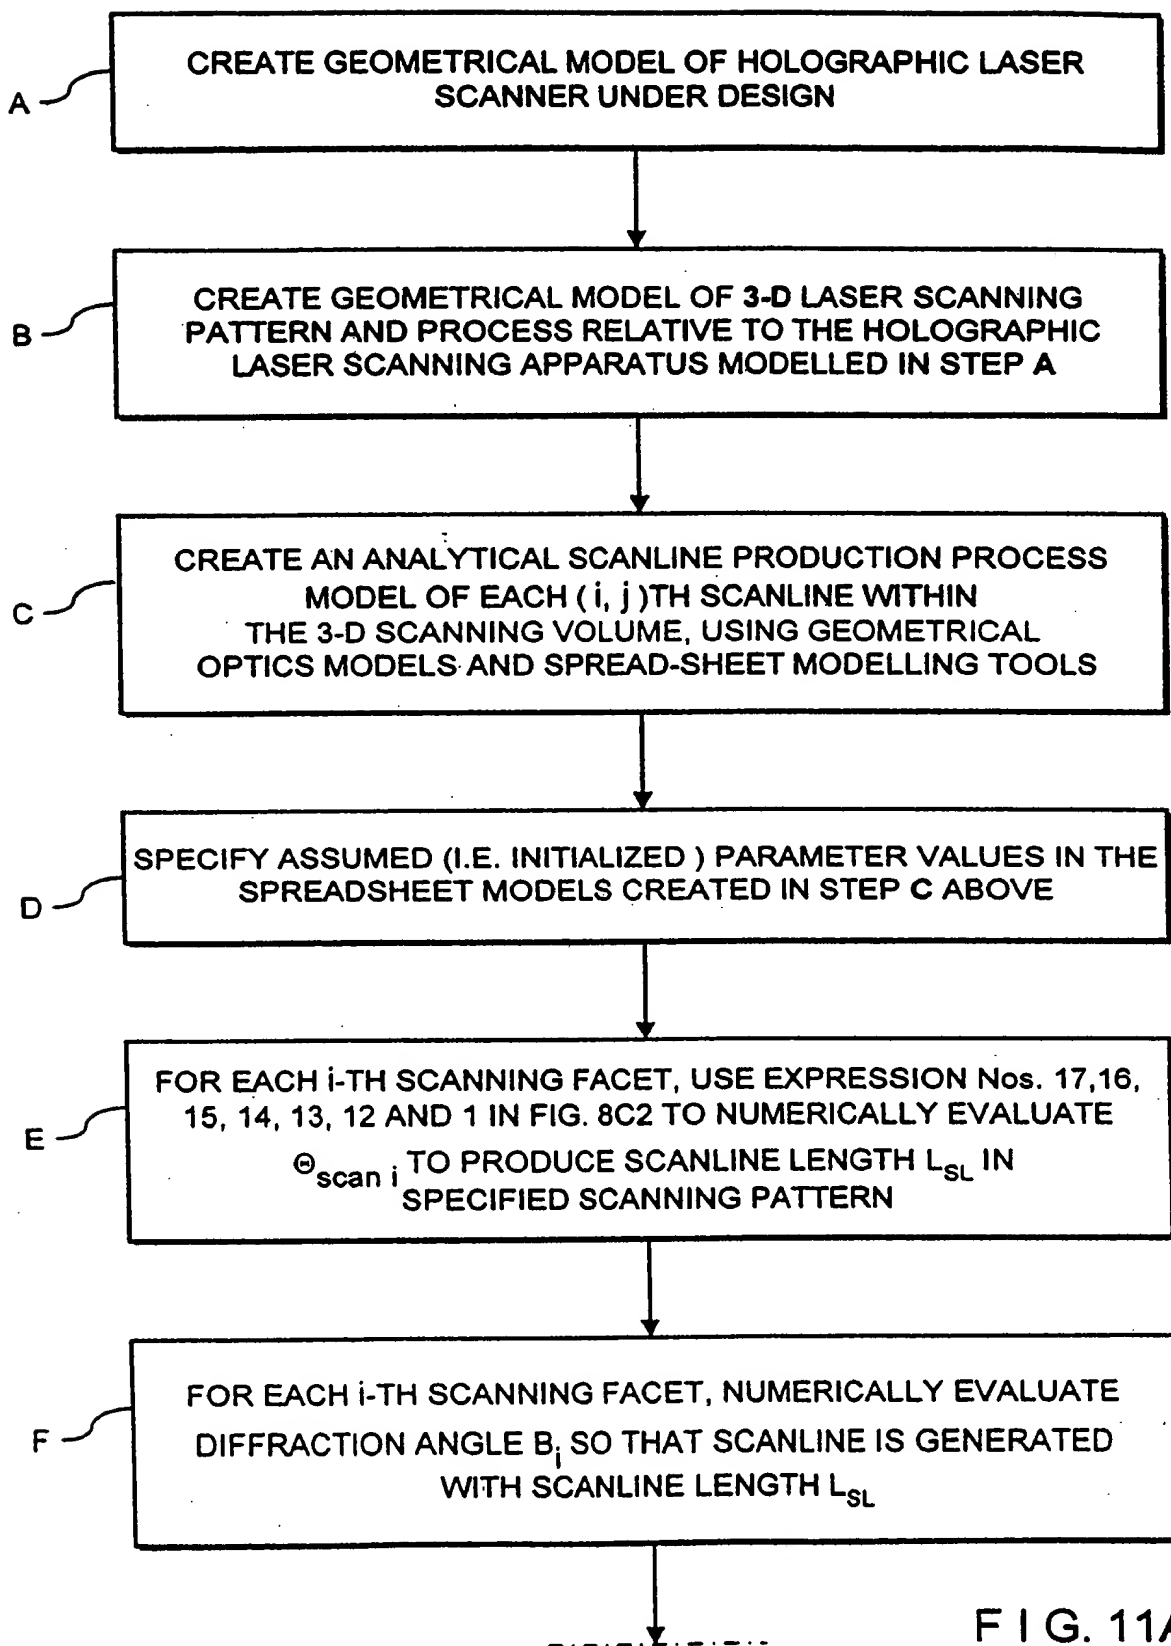 A
CREATE GEOMETRICAL MODEL OF HOLOGRAPHIC LASER
SCANNER UNDER DESIGN
B
CREATE GEOMETRICAL MODEL OF 3-D LASER SCANNING
PATTERN AND PROCESS RELATIVE TO THE HOLOGRAPHIC
LASER SCANNING APPARATUS MODELLED IN STEP A
C
CREATE AN ANALYTICAL SCANLINE PRODUCTION PROCESS
MODEL OF EACH ( i, j )TH SCANLINE WITHIN
THE 3-D SCANNING VOLUME, USING GEOMETRICAL
OPTICS MODELS AND SPREAD-SHEET MODELLING TOOLS
D
SPECIFY ASSUMED (I.E. INITIALIZED ) PARAMETER VALUES IN THE
SPREADSHEET MODELS CREATED IN STEP C ABOVE
E
FOR EACH i-TH SCANNING FACET, USE EXPRESSION Nos. 17,16,
15, 14, 13, 12 AND 1 IN FIG. 8C2 TO NUMERICALLY EVALUATE
Θscan i TO PRODUCE SCANLINE LENGTH LSL IN
SPECIFIED SCANNING PATTERN
F
FOR EACH i-TH SCANNING FACET, NUMERICALLY EVALUATE
DIFFRACTION ANGLE Bi SO THAT SCANLINE IS GENERATED
WITH SCANLINE LENGTH LSL
F I G. 11A